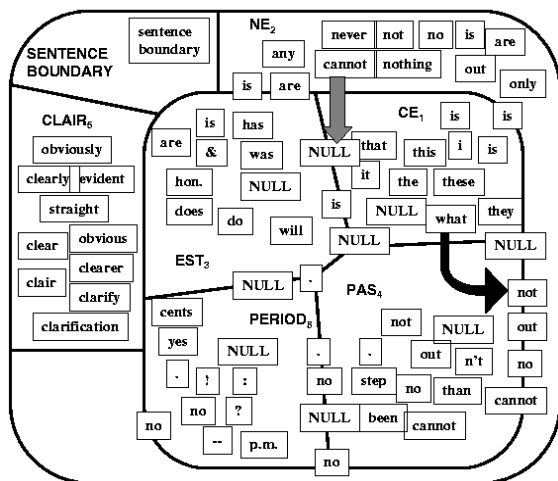 NE2
sentence
boundary
SENTENCE
BOUNDARY
never not no is are
any
cannot nothing
out
only
is are
CLAIR5
obviously
clearly evident
straight
clear obvious
clair clearer
clarify
clarification
CE1
is has
are & was
hon. NULL
does do will
EST3
NULL
that this i is
is is
it the these
is NULL what they
NULL NULL
NULL .
PAS4
not
NULL
not
out
out n't
no
no than
cannot
cannot
cents
yes
PERIOD6
NULL
. ! :
no ?
-- p.m.
no
. .
no step
NULL been
no